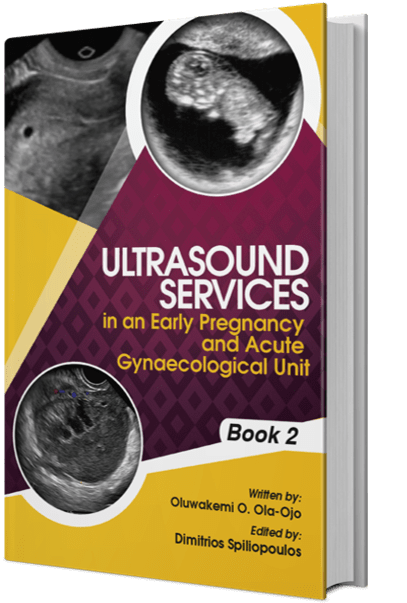 ULTRASOUND
SERVICES
in an Early Pregnancy
and Acute
Gynaecological Unit
Book 2
Written by:
Oluwakemi O. Ola-Ojo
Edited by:
Dimitrios Spiliopoulos